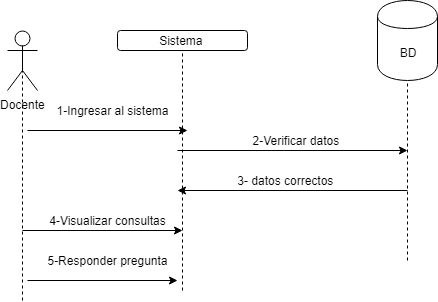 Sistema
BD
Docente
1-Ingresar al sistema
2-Verificar datos
3- datos correctos
4-Visualizar consultas
5-Responder pregunta